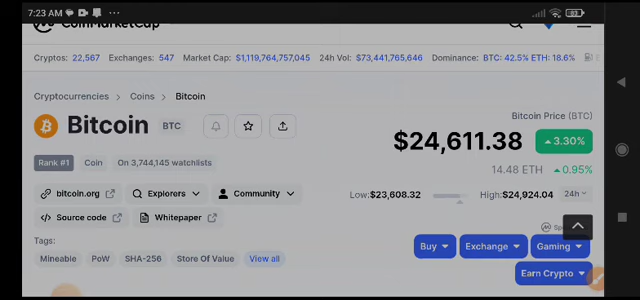 7:23 AM
CoinMarketCap
Cryptos: 22,567 Exchanges: 547 Market Cap: $1,119,764,757,045 24h Vol: $73,441,765,646 Dominance: BTC: 42.5% ETH: 18.6%
Cryptocurrencies > Coins > Bitcoin
Bitcoin Price (BTC)
Bitcoin BTC
$24,611.38 3.30%
Rank #1 Coin On 3,744,145 watchlists
14.48 ETH 0.95%
bitcoin.org Explorers Community
Low:$23,608.32 High:$24,924.04 24h
Source code Whitepaper
Tags:
Buy Exchange Gaming
Mineable PoW SHA-256 Store Of Value View all
Earn Crypto